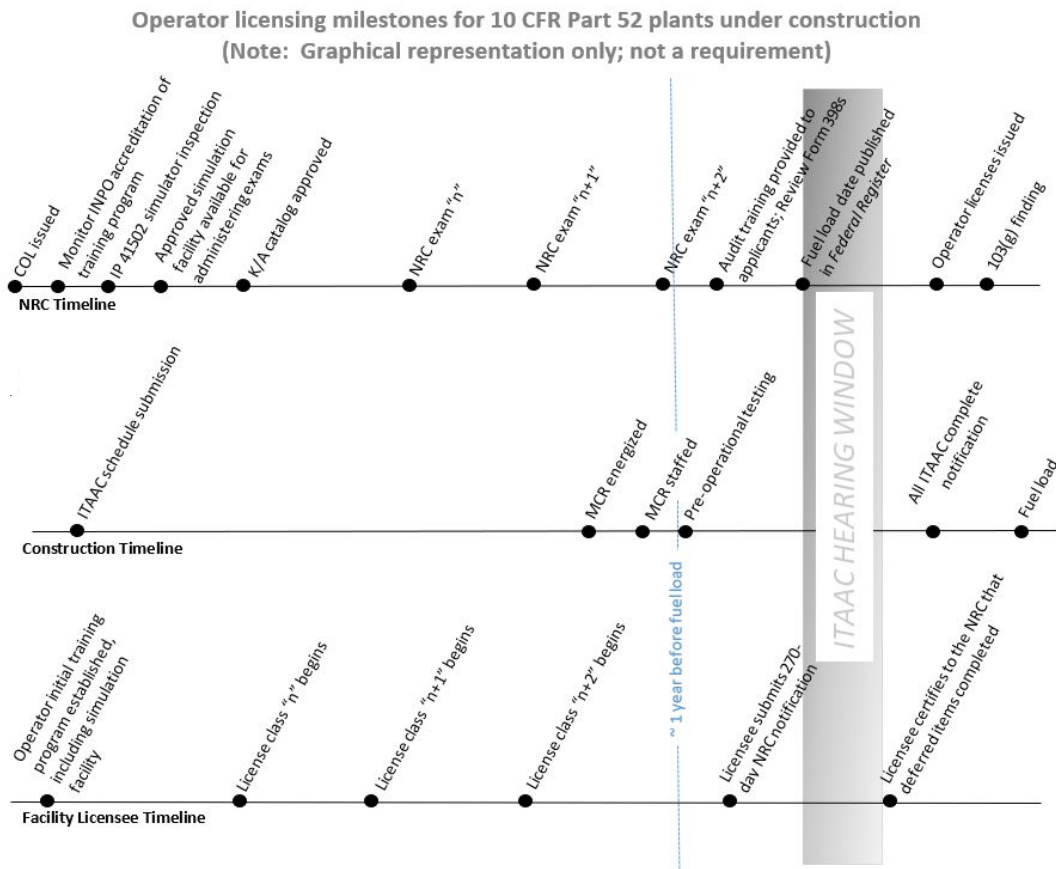 Operator licensing milestones for 10 CFR Part 52 plants under construction
(Note: Graphical representation only; not a requirement)
COL issued
Monitor INPO accreditation of
training program
IP 41502 simulator inspection
Approved simulation
facility available for
administering exams
K/A catalog approved
NRC exam “n”
NRC exam “n+1”
NRC exam “n+2”
Audit training provided to
applicants; Review Form 398s
Fuel load date published
in Federal Register
Operator licenses issued
103(g) finding
NRC Timeline
ITAAC schedule submission
MCR energized
MCR staffed
Pre-operational testing
ITAAC HEARING WINDOW
All ITAAC complete
notification
Fuel load
Construction Timeline
~ 1 year before fuel load
Operator initial training
program established,
including simulation
facility
License class “n” begins
License class “n+1” begins
License class “n+2” begins
Licensee submits 270-
day NRC notification
Licensee certifies to the NRC that
deferred items completed
Facility Licensee Timeline